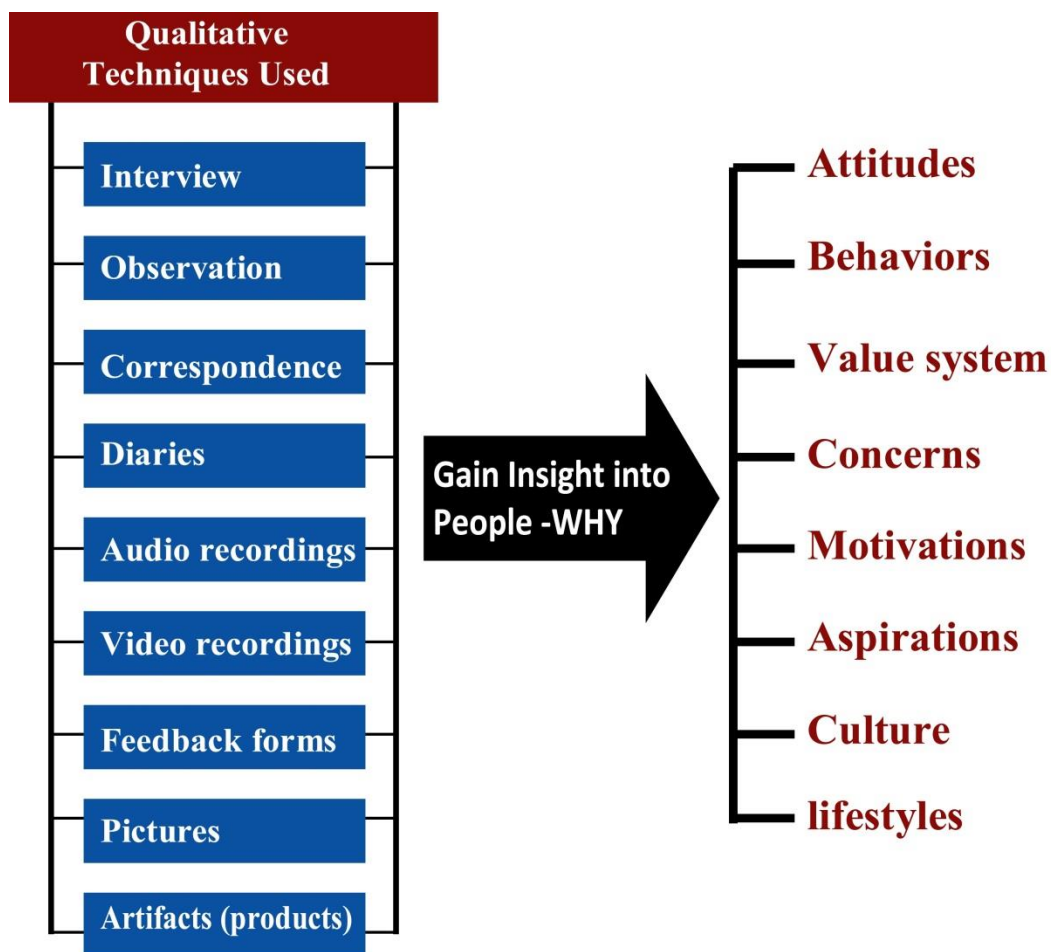 Qualitative
Techniques Used
Interview
Observation
Correspondence
Diaries
Audio recordings
Video recordings
Feedback forms
Pictures
Artifacts (products)
Gain Insight into
People -WHY
Attitudes
Behaviors
Value system
Concerns
Motivations
Aspirations
Culture
lifestyles